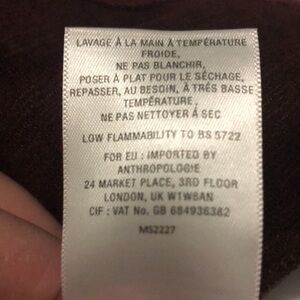 LAVAGE À LA MAIN À TEMPÉRATURE
FROIDE,
NE PAS BLANCHIR,
POSER À PLAT POUR LE SÉCHAGE,
REPASSER, AU BESOIN, À TRÈS BASSE
TEMPÉRATURE,
NE PAS NETTOYER À SEC
LOW FLAMMABILITY TO BS 5722
FOR EU : IMPORTED BY
ANTHROPOLOGIE
24 MARKET PLACE, 3RD FLOOR
LONDON, UK W1W8AN
CIF : VAT No. GB 684936382
MS2227